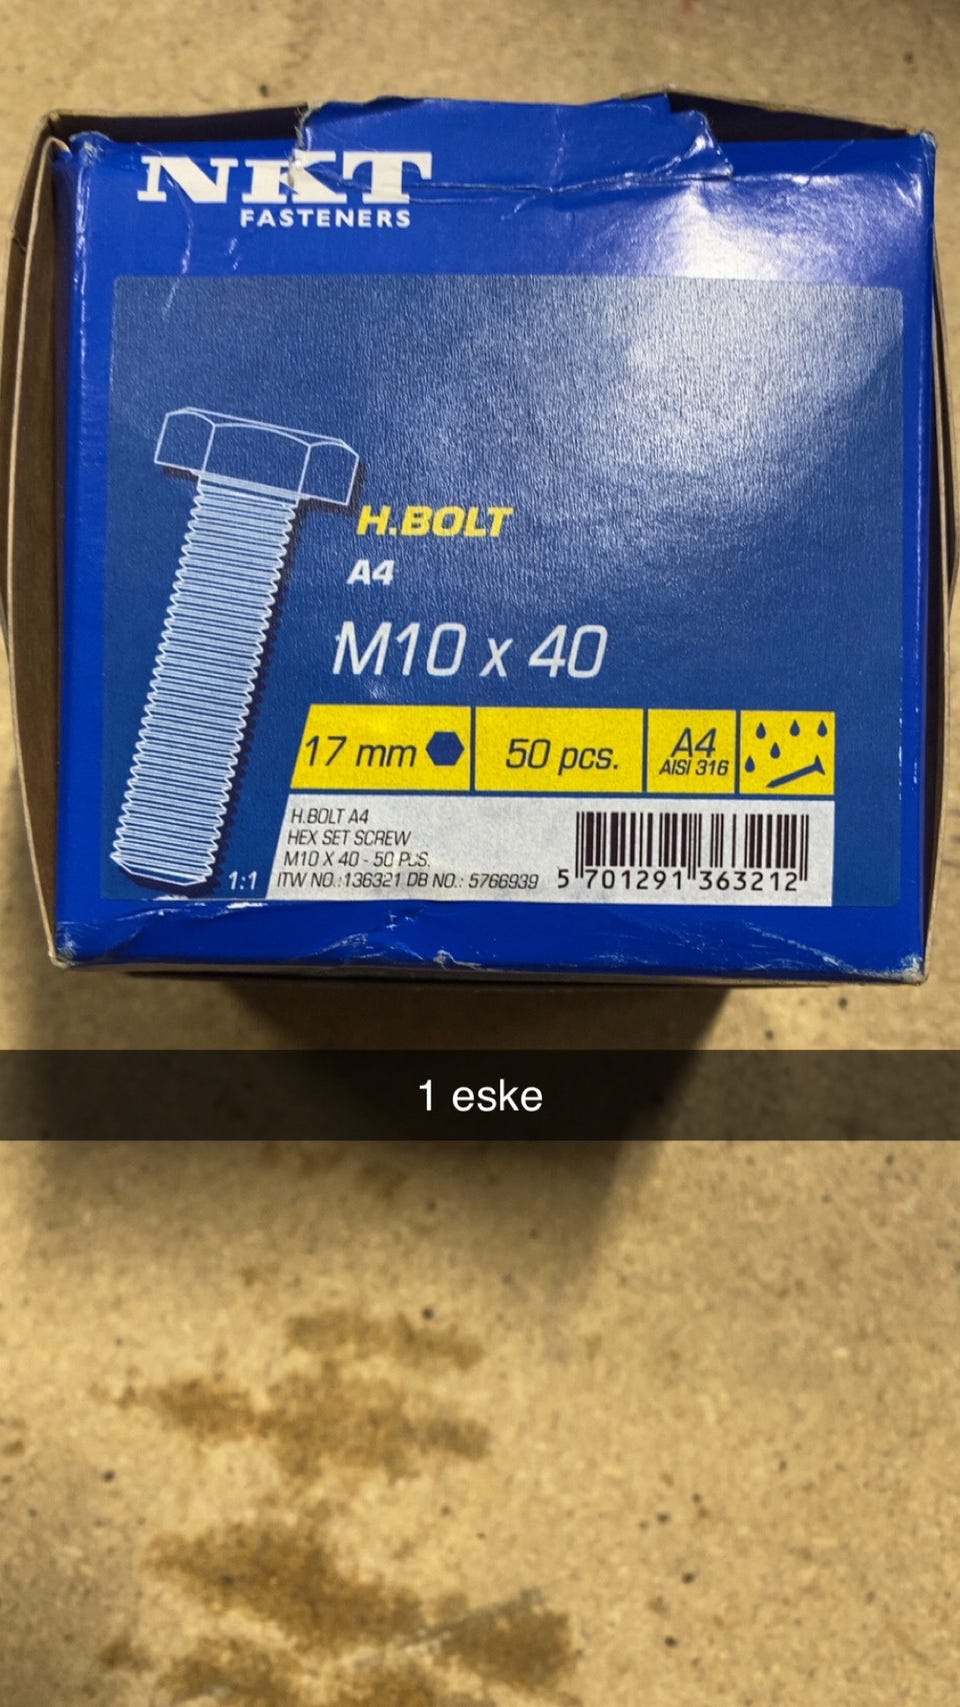 NKT
FASTENERS
H.BOLT
A4
M10 x 40
17 mm
50 pcs.
A4
AISI 316
H.BOLT A4
HEX SET SCREW
M10 X 40 - 50 PCS.
ITW NO.:136321 DB NO.: 5766939
5 701291 363212
1:1
1 eske